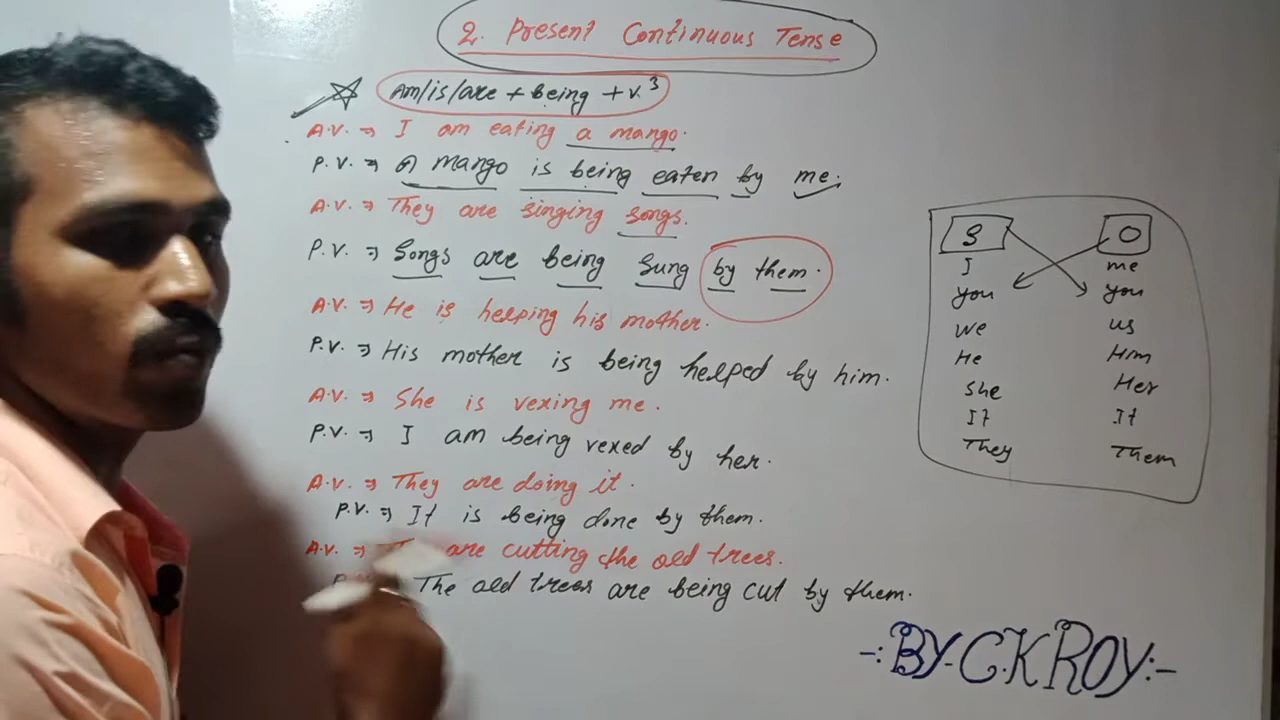 2. Present Continuous Tense
Am/is/are + being + v.³
A.V. ⇒ I am eating a mango.
P.V. ⇒ A mango is being eaten by me.
A.V. ⇒ They are singing songs.
P.V. ⇒ Songs are being sung by them.
A.V. ⇒ He is helping his mother.
P.V. ⇒ His mother is being helped by him.
A.V. ⇒ She is vexing me.
P.V. ⇒ I am being vexed by her.
A.V. ⇒ They are doing it.
P.V. ⇒ It is being done by them.
A.V. ⇒ are cutting the old trees.
The old trees are being cut by them.
S O
I me
you you
we us
He Him
she Her
It It
They Them
-:BY-C.K ROY:-